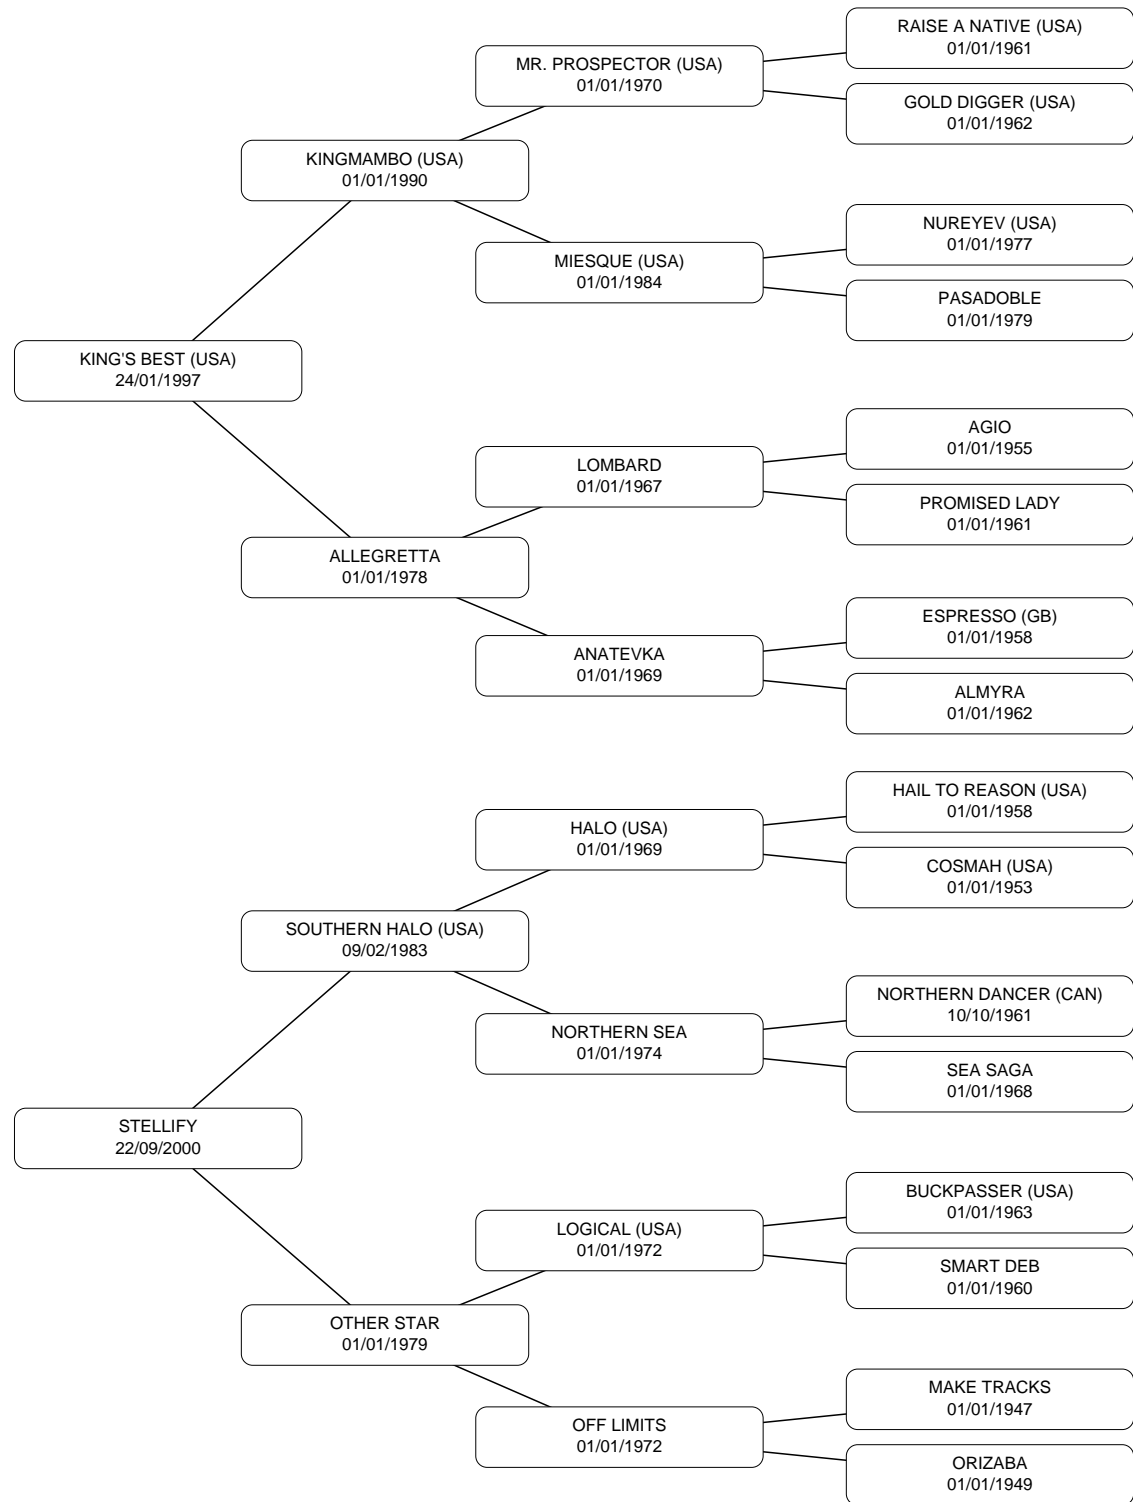 RAISE A NATIVE (USA)
01/01/1961
MR. PROSPECTOR (USA)
01/01/1970
GOLD DIGGER (USA)
01/01/1962
KINGMAMBO (USA)
01/01/1990
NUREYEV (USA)
01/01/1977
MIESQUE (USA)
01/01/1984
PASADOBLE
01/01/1979
KING'S BEST (USA)
24/01/1997
AGIO
01/01/1955
LOMBARD
01/01/1967
PROMISED LADY
01/01/1961
ALLEGRETTA
01/01/1978
ESPRESSO (GB)
01/01/1958
ANATEVKA
01/01/1969
ALMYRA
01/01/1962
HAIL TO REASON (USA)
01/01/1958
HALO (USA)
01/01/1969
COSMAH (USA)
01/01/1953
SOUTHERN HALO (USA)
09/02/1983
NORTHERN DANCER (CAN)
10/10/1961
NORTHERN SEA
01/01/1974
SEA SAGA
01/01/1968
STELLIFY
22/09/2000
BUCKPASSER (USA)
01/01/1963
LOGICAL (USA)
01/01/1972
SMART DEB
01/01/1960
OTHER STAR
01/01/1979
MAKE TRACKS
01/01/1947
OFF LIMITS
01/01/1972
ORIZABA
01/01/1949